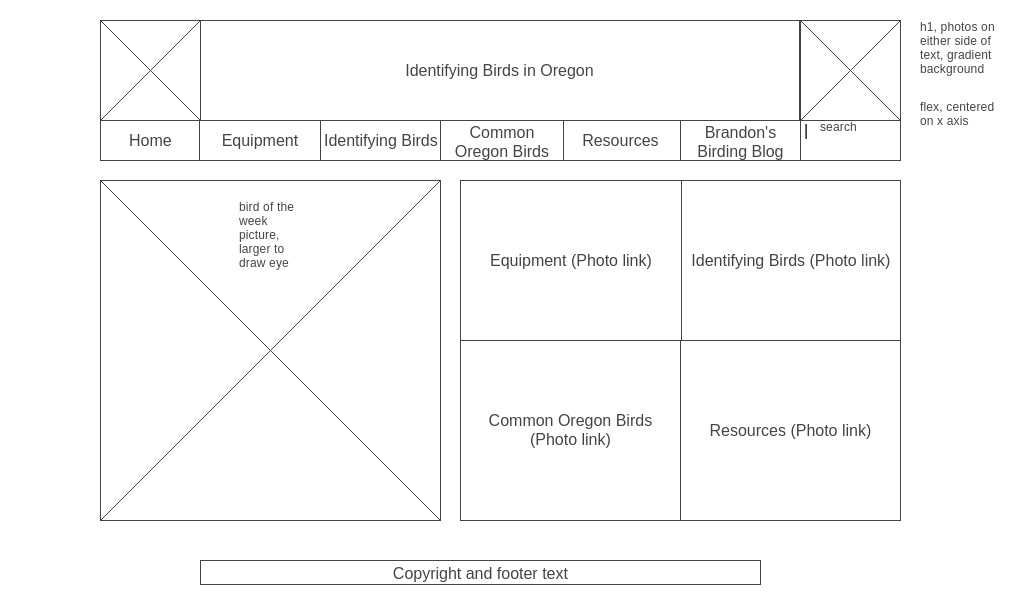 Identifying Birds in Oregon
h1, photos on
either side of
text, gradient
background
flex, centered
on x axis
Home
Equipment
Identifying Birds
Common
Oregon Birds
Resources
Brandon's
Birding Blog
search
bird of the
week
picture,
larger to
draw eye
Equipment (Photo link)
Identifying Birds (Photo link)
Common Oregon Birds
(Photo link)
Resources (Photo link)
Copyright and footer text